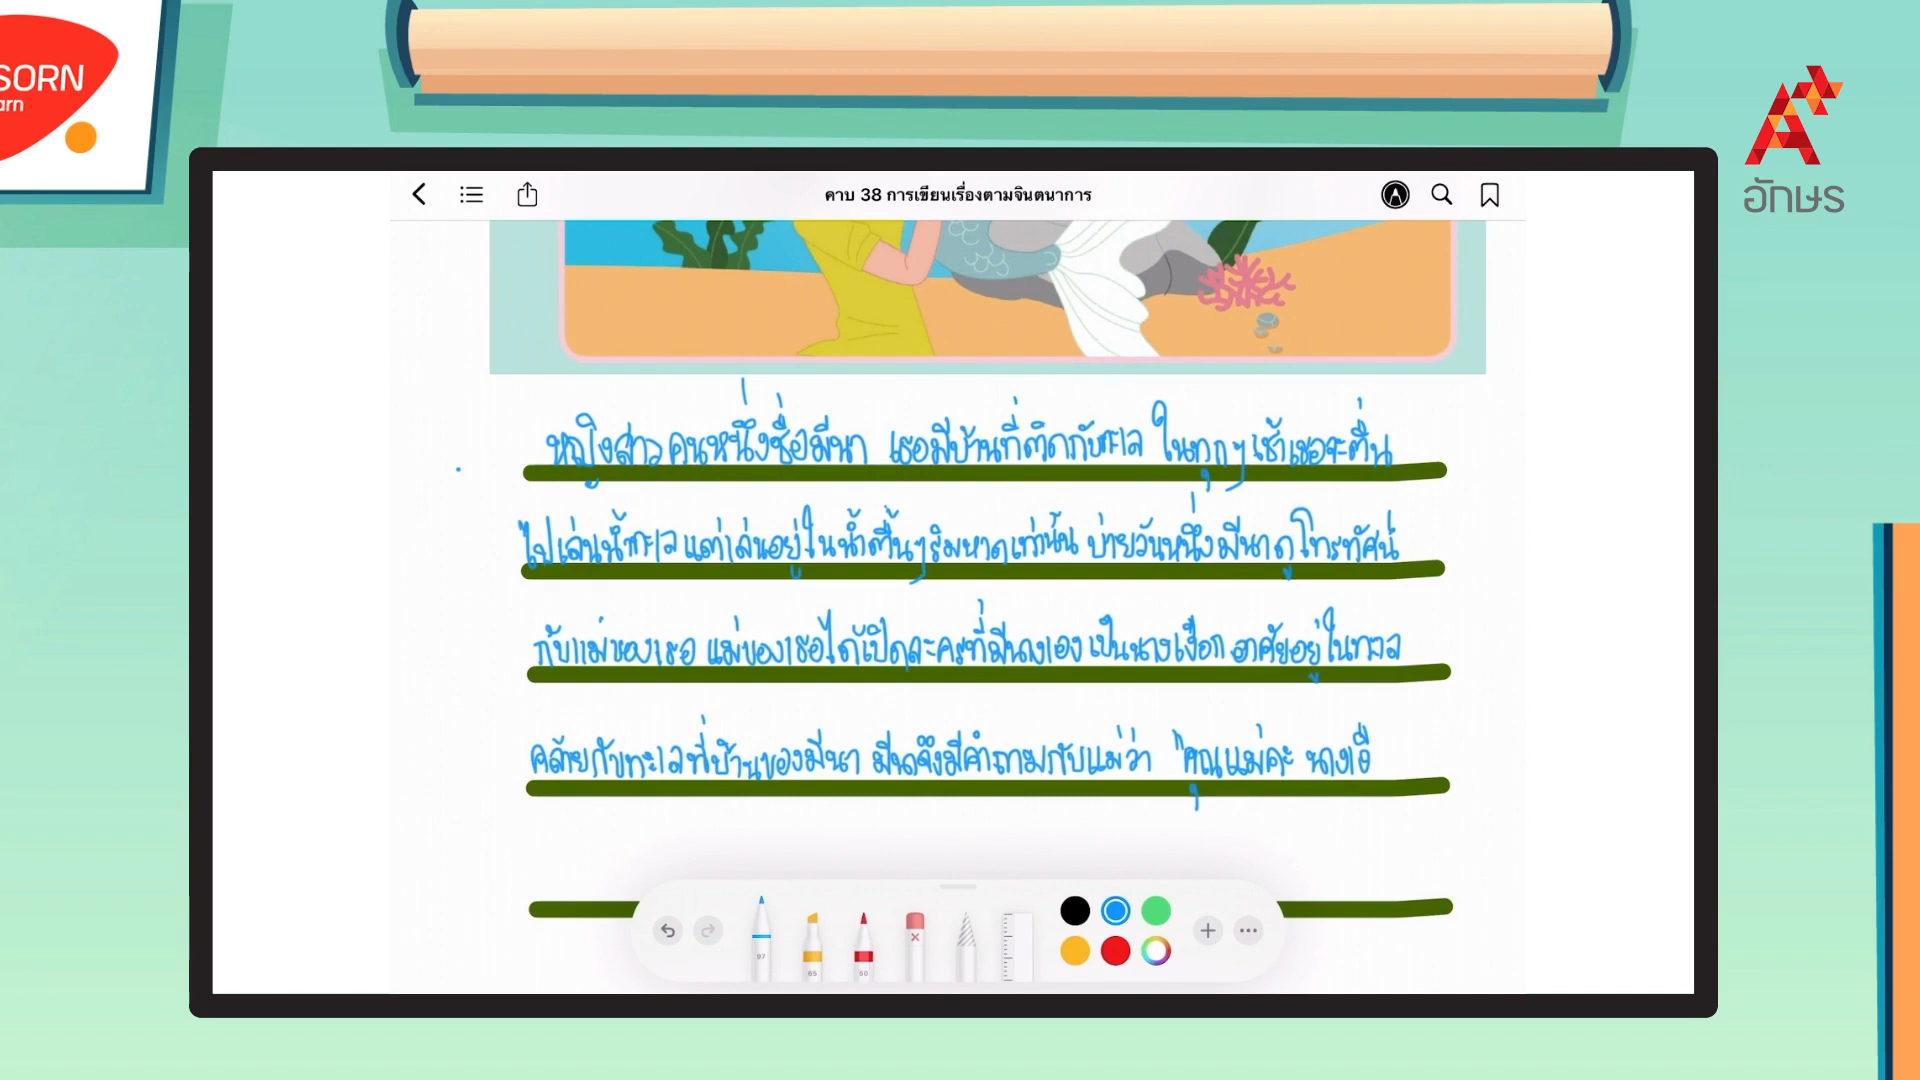 SORN
arn
อักษร
คาบ 38 การเขียนเรื่องตามจินตนาการ
หญิงสาวคนหนึ่งชื่อมีนา เธอมีบ้านที่ติดกับทะเล ในทุกๆ เช้าเธอจะตื่น
ไปเล่นน้ำทะเล แต่เล่นอยู่ในน้ำตื้นๆ ริมหาดเท่านั้น บ่ายวันหนึ่ง มีนาดูโทรทัศน์
กับแม่ของเธอ แม่ของเธอได้เปิดละครที่มีนางเอง เป็นนางเงือก อาศัยอยู่ในทะเล
คล้ายกับทะเลที่บ้านของมีนา มีนาจึงมีคำถามกับแม่ว่า "คุณแม่คะ นางเงื
97
65
50